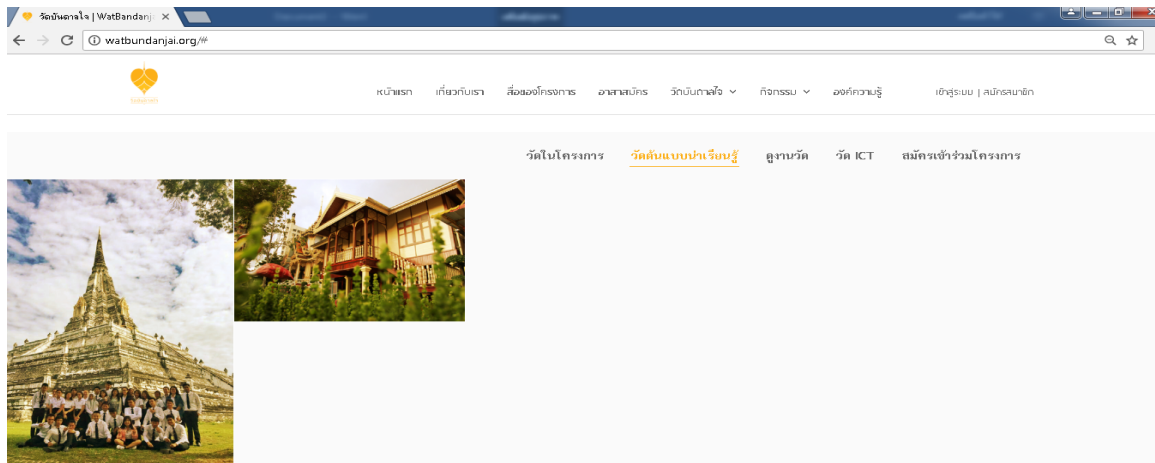 วัดบันดาลใจ | WatBandanj
watbundanjai.org/#
หน้าแรก เกี่ยวกับเรา สื่อของโครงการ อาสาสมัคร วัดบันดาลใจ กิจกรรม องค์ความรู้ เข้าสู่ระบบ | สมัครสมาชิก
วัดในโครงการ วัดต้นแบบน่าเรียนรู้ ดูงานวัด วัด ICT สมัครเข้าร่วมโครงการ